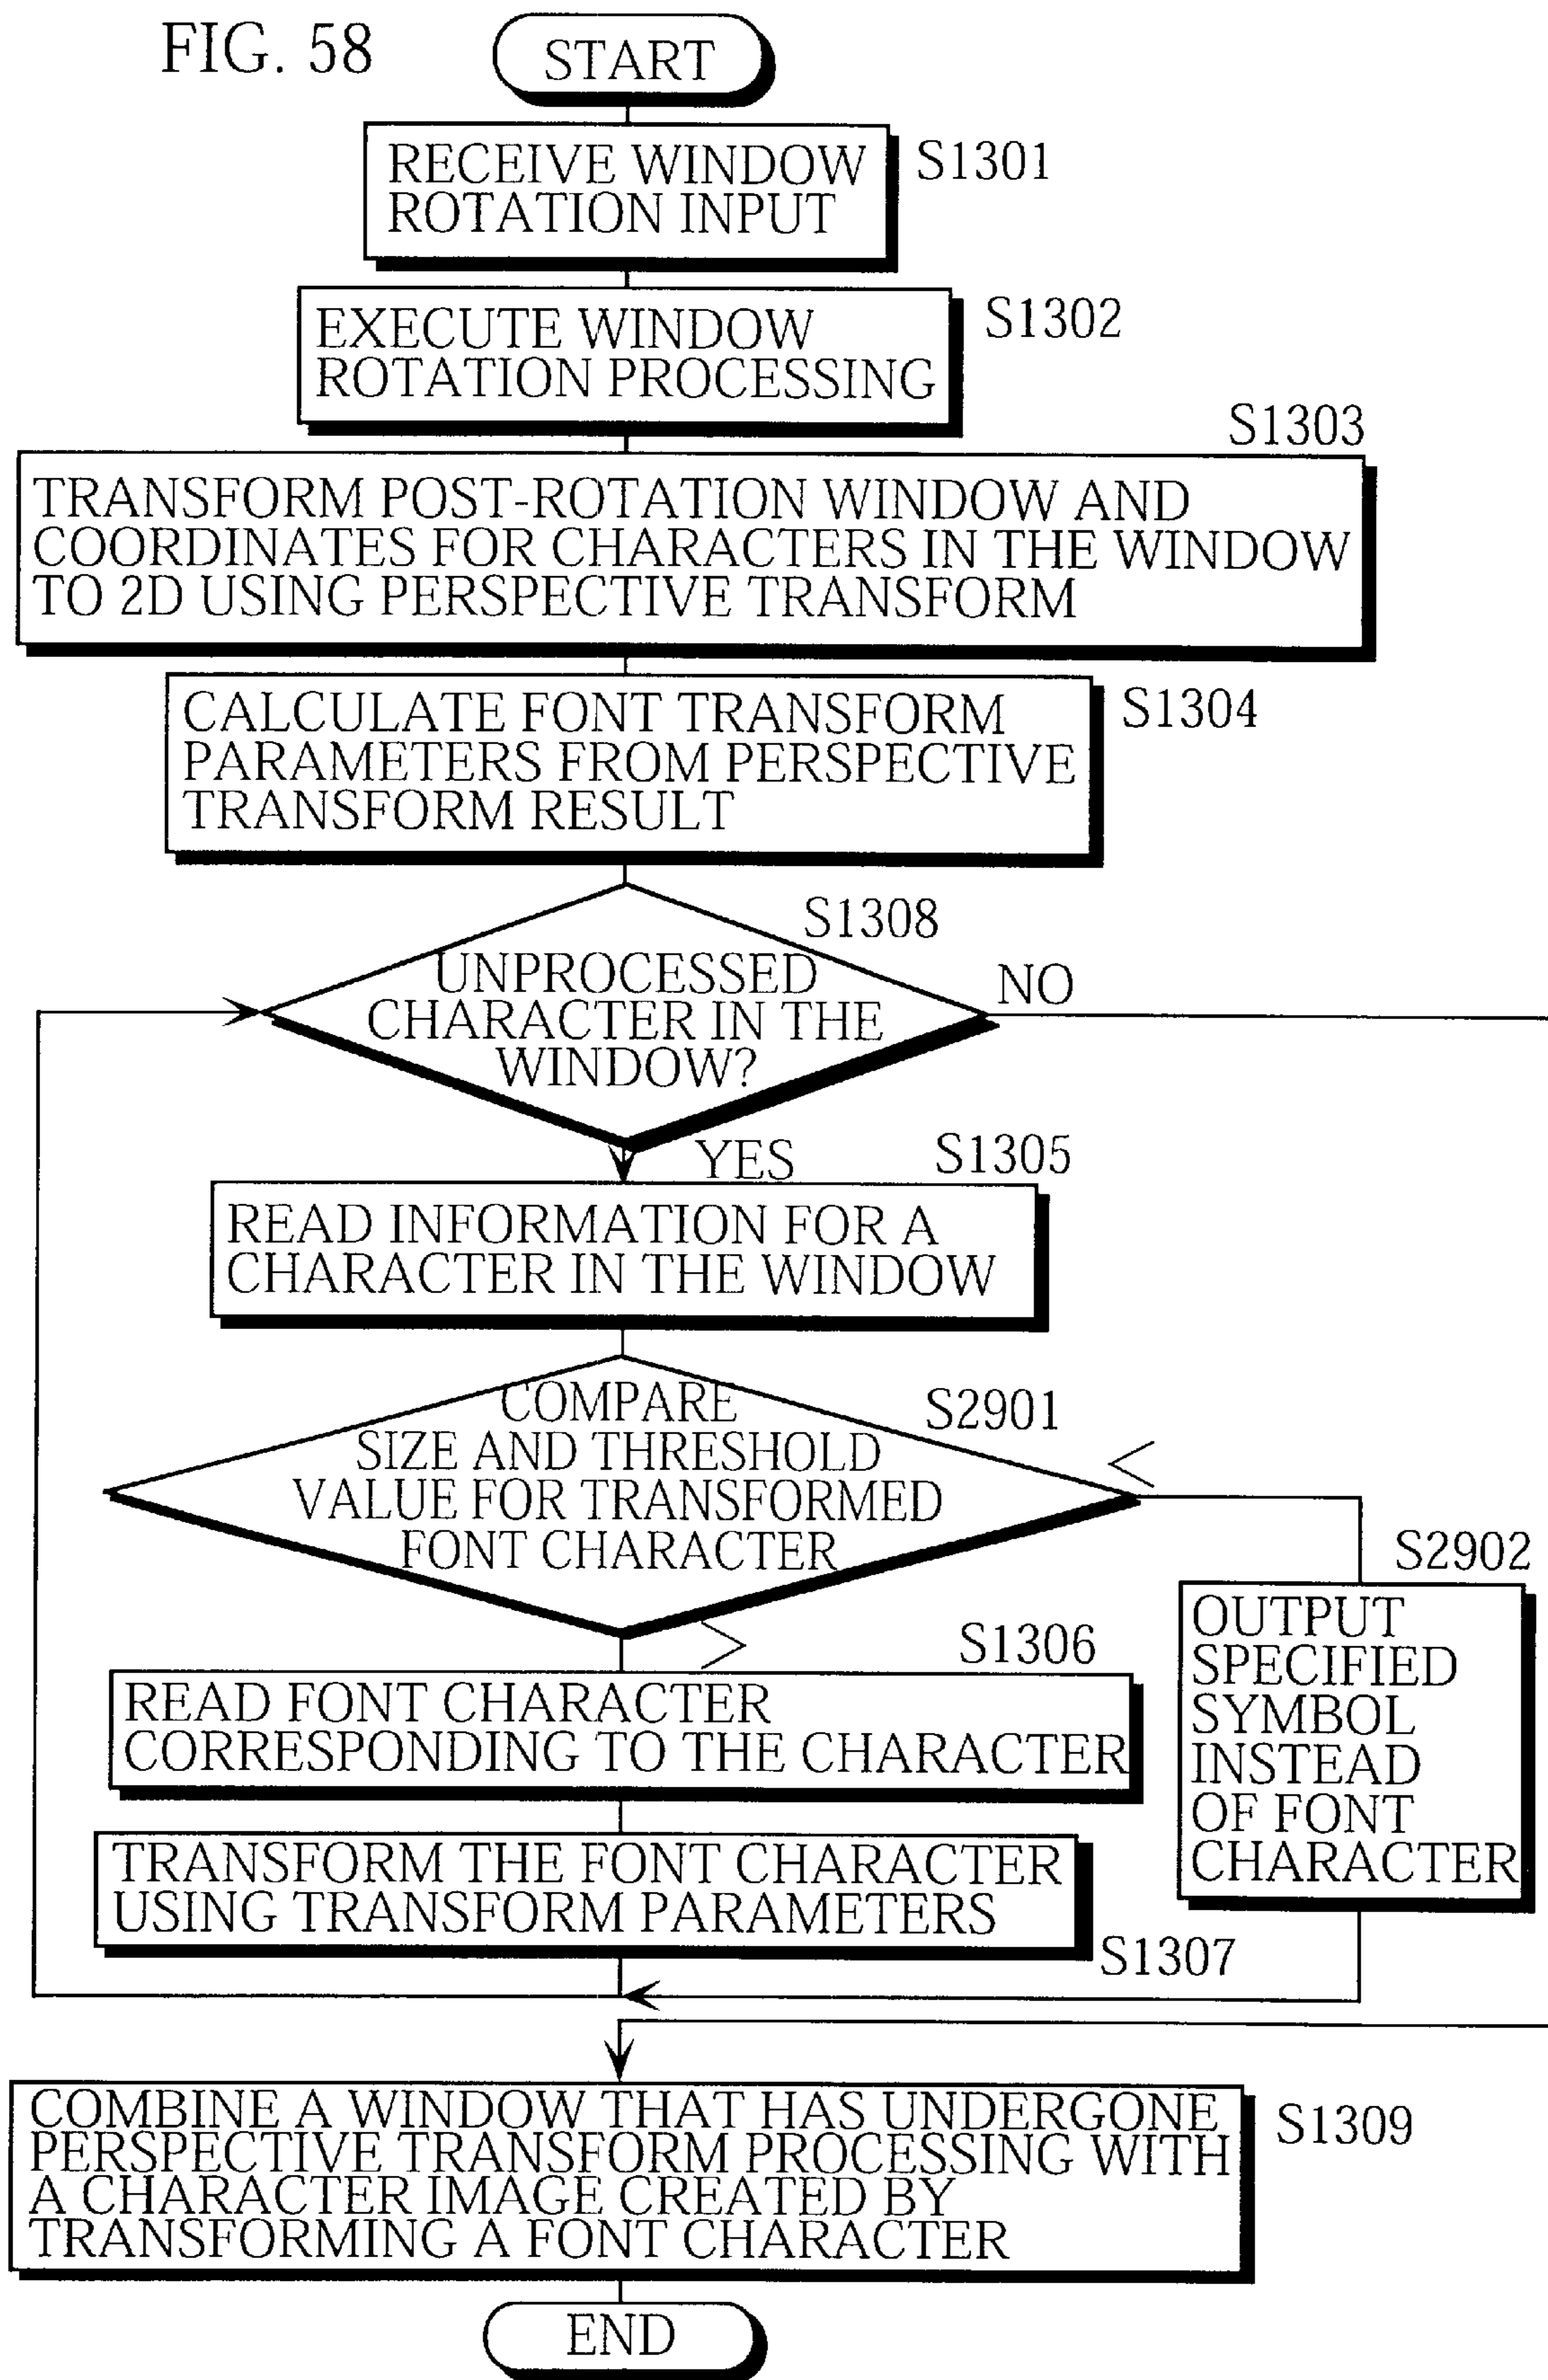 FIG. 58
START
RECEIVE WINDOW
ROTATION INPUT
S1301
EXECUTE WINDOW
ROTATION PROCESSING
S1302
S1303
TRANSFORM POST-ROTATION WINDOW AND
COORDINATES FOR CHARACTERS IN THE WINDOW
TO 2D USING PERSPECTIVE TRANSFORM
CALCULATE FONT TRANSFORM
PARAMETERS FROM PERSPECTIVE
TRANSFORM RESULT
S1304
S1308
UNPROCESSED
CHARACTER IN THE
WINDOW?
NO
YES
S1305
READ INFORMATION FOR A
CHARACTER IN THE WINDOW
COMPARE
SIZE AND THRESHOLD
VALUE FOR TRANSFORMED
FONT CHARACTER
S2901
<
S2902
OUTPUT
SPECIFIED
SYMBOL
INSTEAD
OF FONT
CHARACTER
>
S1306
READ FONT CHARACTER
CORRESPONDING TO THE CHARACTER
TRANSFORM THE FONT CHARACTER
USING TRANSFORM PARAMETERS
S1307
COMBINE A WINDOW THAT HAS UNDERGONE
PERSPECTIVE TRANSFORM PROCESSING WITH
A CHARACTER IMAGE CREATED BY
TRANSFORMING A FONT CHARACTER
S1309
END